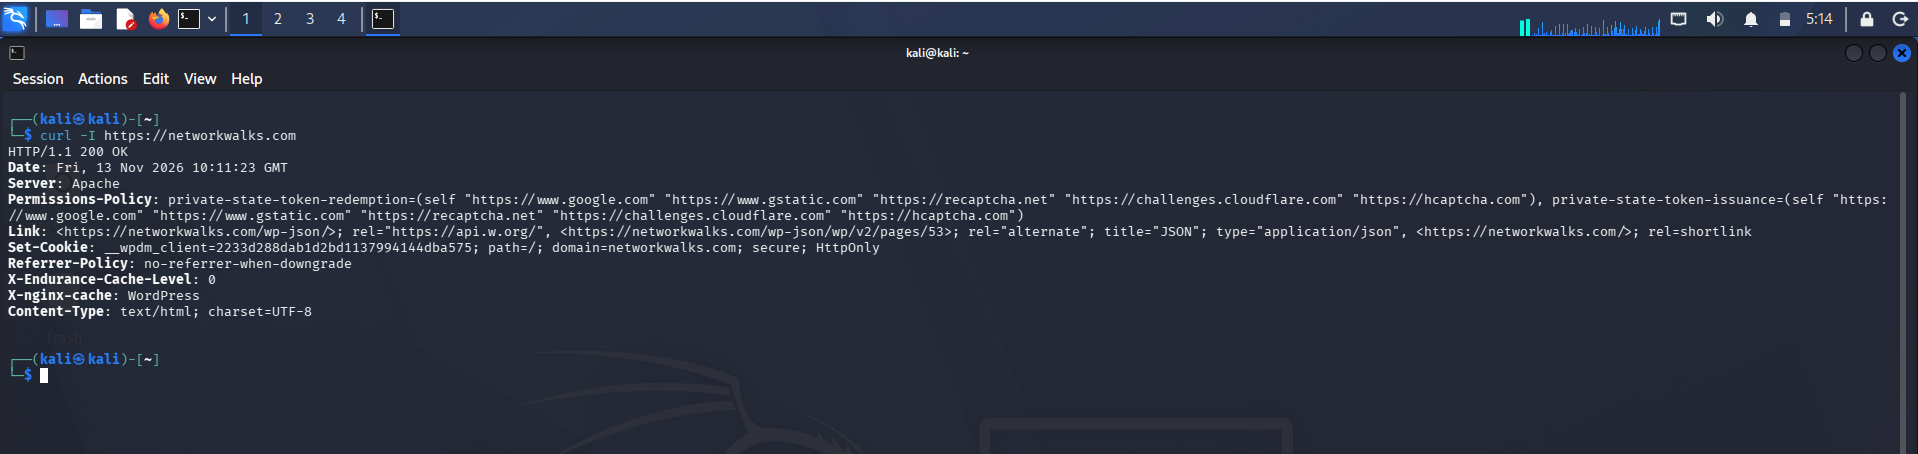 1 2 3 4 5:14
kali@kali: ~
Session Actions Edit View Help
┌──(kali㉿kali)-[~]
└─$ curl -I https://networkwalks.com
HTTP/1.1 200 OK
Date: Fri, 13 Nov 2026 10:11:23 GMT
Server: Apache
Permissions-Policy: private-state-token-redemption=(self "https://www.google.com" "https://www.gstatic.com" "https://recaptcha.net" "https://challenges.cloudflare.com" "https://hcaptcha.com"), private-state-token-issuance=(self "https:
//www.google.com" "https://www.gstatic.com" "https://recaptcha.net" "https://challenges.cloudflare.com" "https://hcaptcha.com")
Link: <https://networkwalks.com/wp-json/>; rel="https://api.w.org/", <https://networkwalks.com/wp-json/wp/v2/pages/53>; rel="alternate"; title="JSON"; type="application/json", <https://networkwalks.com/>; rel=shortlink
Set-Cookie: __wpdm_client=2233d288dab1d2bd1137994144dba575; path=/; domain=networkwalks.com; secure; HttpOnly
Referrer-Policy: no-referrer-when-downgrade
X-Endurance-Cache-Level: 0
X-nginx-cache: WordPress
Content-Type: text/html; charset=UTF-8
Trash
┌──(kali㉿kali)-[~]
└─$